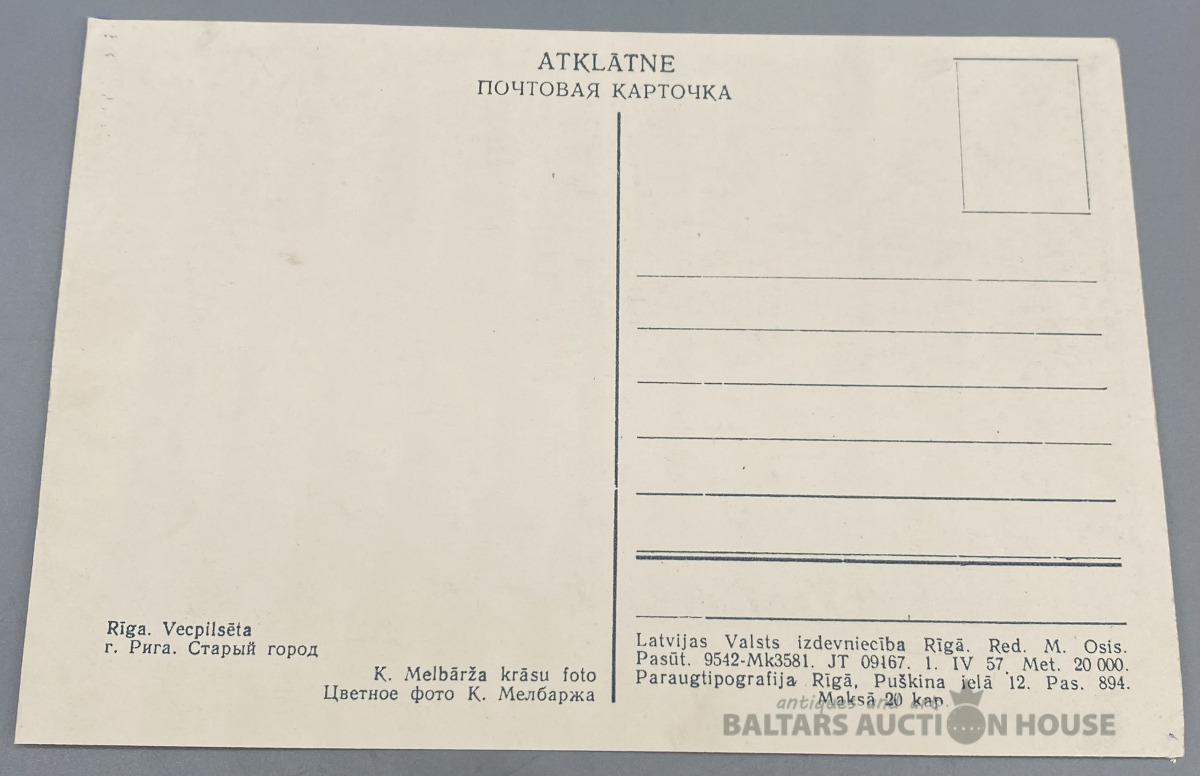 ATKLĀTNE
ПОЧТОВАЯ КАРТОЧКА
Rīga. Vecpilsēta
г. Рига. Старый город
K. Melbārža krāsu foto
Цветное фото К. Мелбаржа
Latvijas Valsts izdevniecība Rīgā. Red. M. Osis.
Pasūt. 9542-Mk3581. JT 09167. 1. IV 57. Met. 20 000.
Paraugtipografija Rīgā, Puškina ielā 12. Pas. 894.
Maksā 20 kap.
antiques and art
BALTARS AUCTION HOUSE